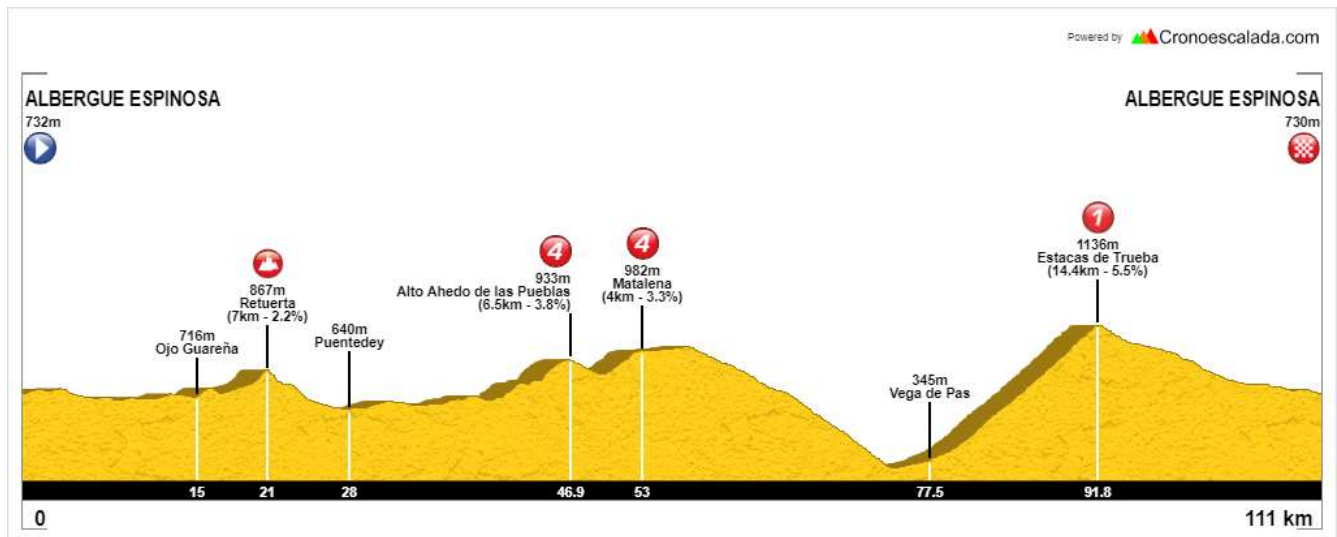 Powered by Cronoescalada.com
ALBERGUE ESPINOSA
732m
ALBERGUE ESPINOSA
730m
716m
Ojo Guareña
867m
Retuerta
(7km - 2.2%)
640m
Puentedey
4
933m
Alto Ahedo de las Pueblas
(6.5km - 3.8%)
4
982m
Matalena
(4km - 3.3%)
345m
Vega de Pas
1
1136m
Estacas de Trueba
(14.4km - 5.5%)
15 21 28 46.9 53 77.5 91.8
0 111 km